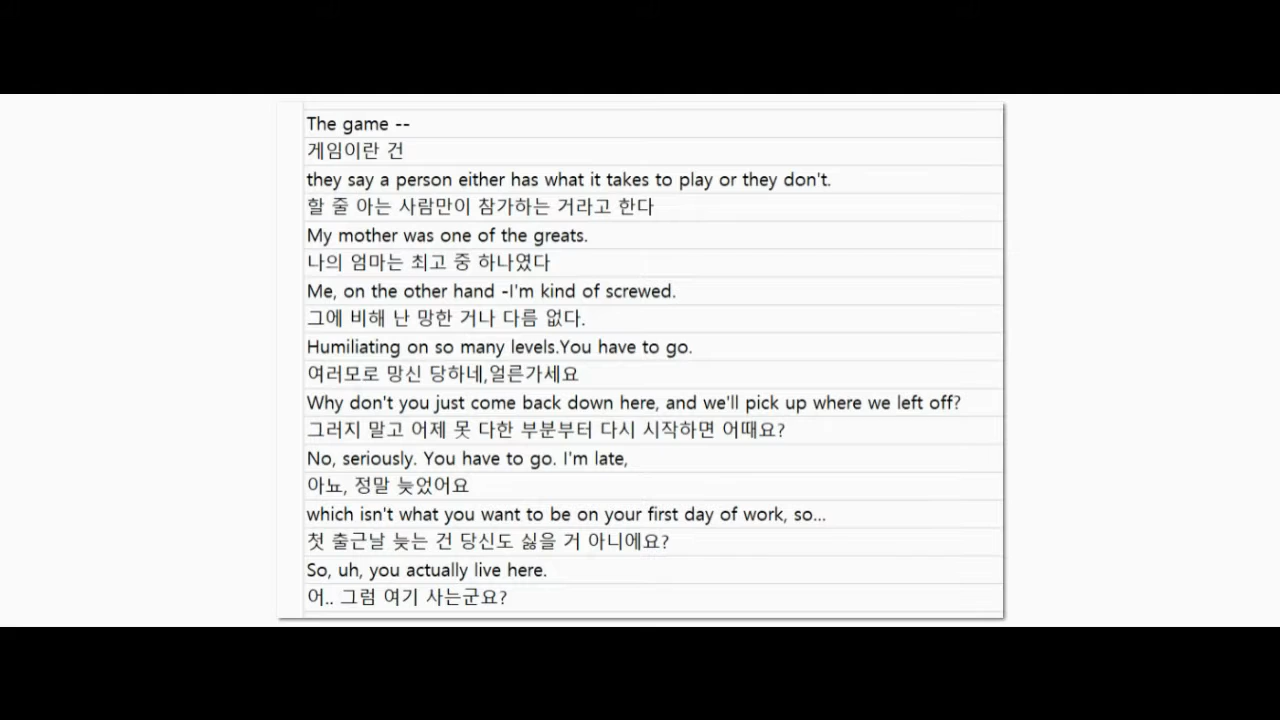 The game --
게임이란 건
they say a person either has what it takes to play or they don't.
할 줄 아는 사람만이 참가하는 거라고 한다
My mother was one of the greats.
나의 엄마는 최고 중 하나였다
Me, on the other hand -I'm kind of screwed.
그에 비해 난 망한 거나 다름 없다.
Humiliating on so many levels.You have to go.
여러모로 망신 당하네,얼른가세요
Why don't you just come back down here, and we'll pick up where we left off?
그러지 말고 어제 못 다한 부분부터 다시 시작하면 어때요?
No, seriously. You have to go. I'm late,
아뇨, 정말 늦었어요
which isn't what you want to be on your first day of work, so...
첫 출근날 늦는 건 당신도 싫을 거 아니에요?
So, uh, you actually live here.
어.. 그럼 여기 사는군요?